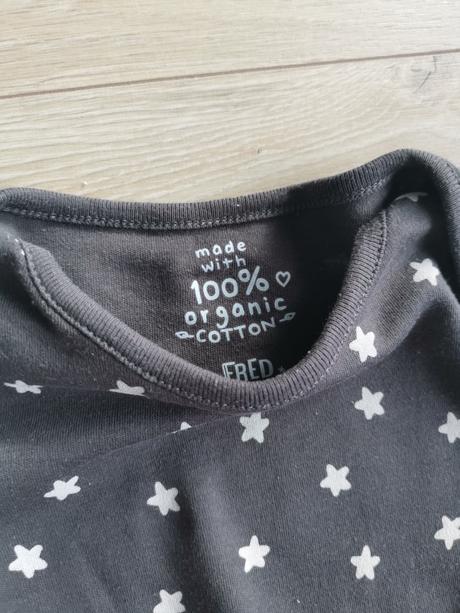 made
with
100%
organic
COTTON
FRED